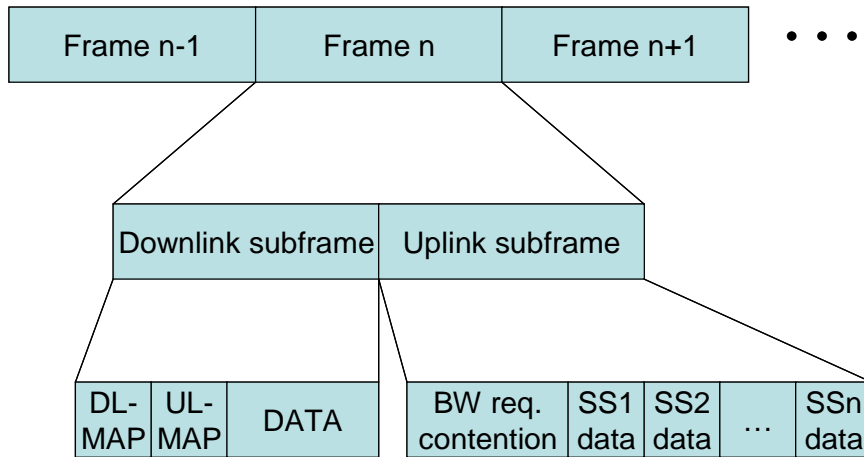 Frame n-1 Frame n Frame n+1 • • •
Downlink subframe Uplink subframe
DL- UL- DATA BW req. SS1 SS2 … SSn
MAP MAP contention data data data